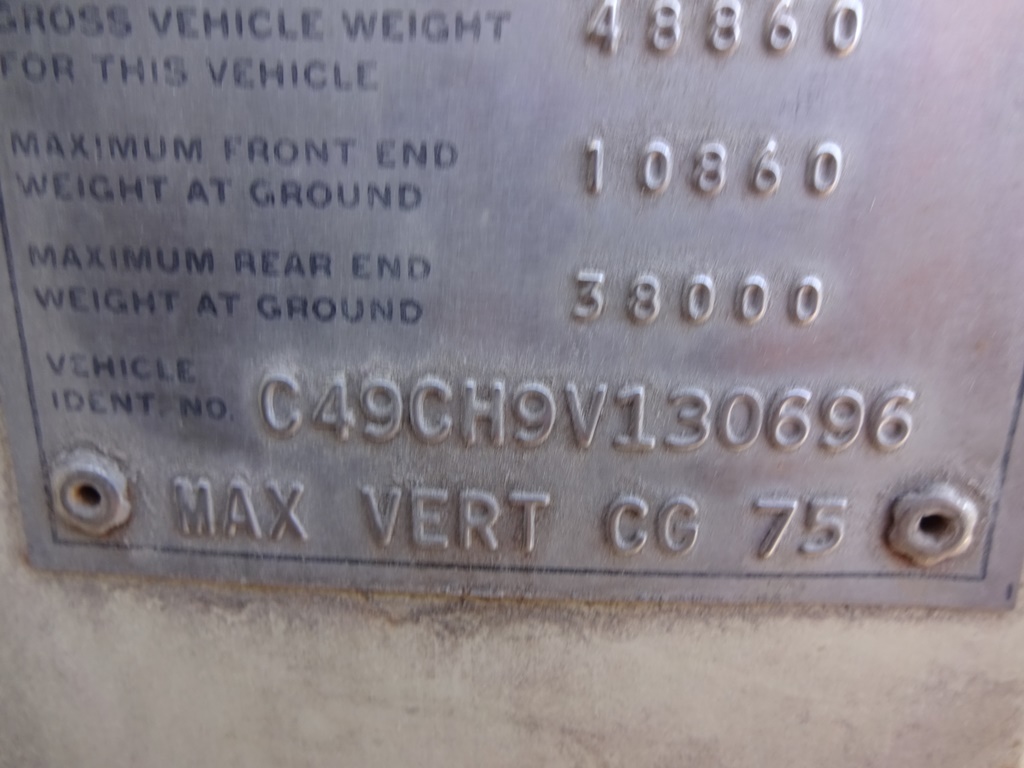 GROSS VEHICLE WEIGHT 48860
FOR THIS VEHICLE
MAXIMUM FRONT END 10860
WEIGHT AT GROUND
MAXIMUM REAR END
WEIGHT AT GROUND 38000
VEHICLE
IDENT. NO. C49CH9V130696
MAX VERT CG 75